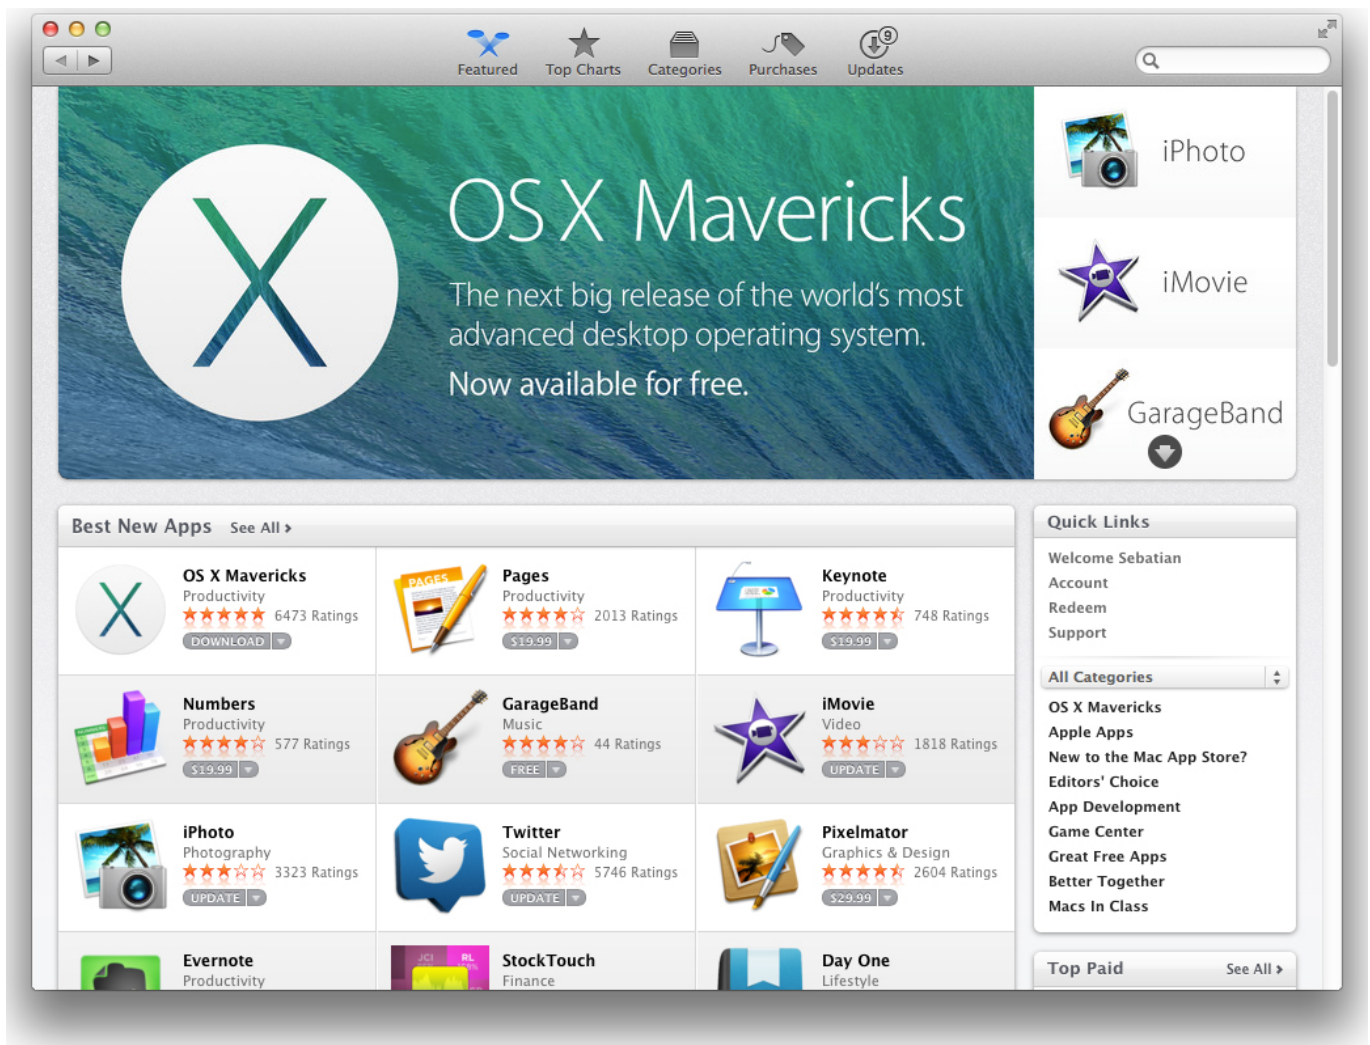 Featured
Top Charts
Categories
Purchases
Updates
9
OS X Mavericks
The next big release of the world's most
advanced desktop operating system.
Now available for free.
iPhoto
iMovie
GarageBand
Best New Apps See All ›
OS X Mavericks
Productivity
6473 Ratings
DOWNLOAD
PAGES
Pages
Productivity
2013 Ratings
$19.99
Keynote
Productivity
748 Ratings
$19.99
NUMBERS
Numbers
Productivity
577 Ratings
$19.99
GarageBand
Music
44 Ratings
FREE
iMovie
Video
1818 Ratings
UPDATE
iPhoto
Photography
3323 Ratings
UPDATE
Twitter
Social Networking
5746 Ratings
UPDATE
Pixelmator
Graphics & Design
2604 Ratings
$29.99
Evernote
Productivity
JCI
RL
StockTouch
Finance
Day One
Lifestyle
Quick Links
Welcome Sebatian
Account
Redeem
Support
All Categories
OS X Mavericks
Apple Apps
New to the Mac App Store?
Editors' Choice
App Development
Game Center
Great Free Apps
Better Together
Macs In Class
Top Paid See All ›